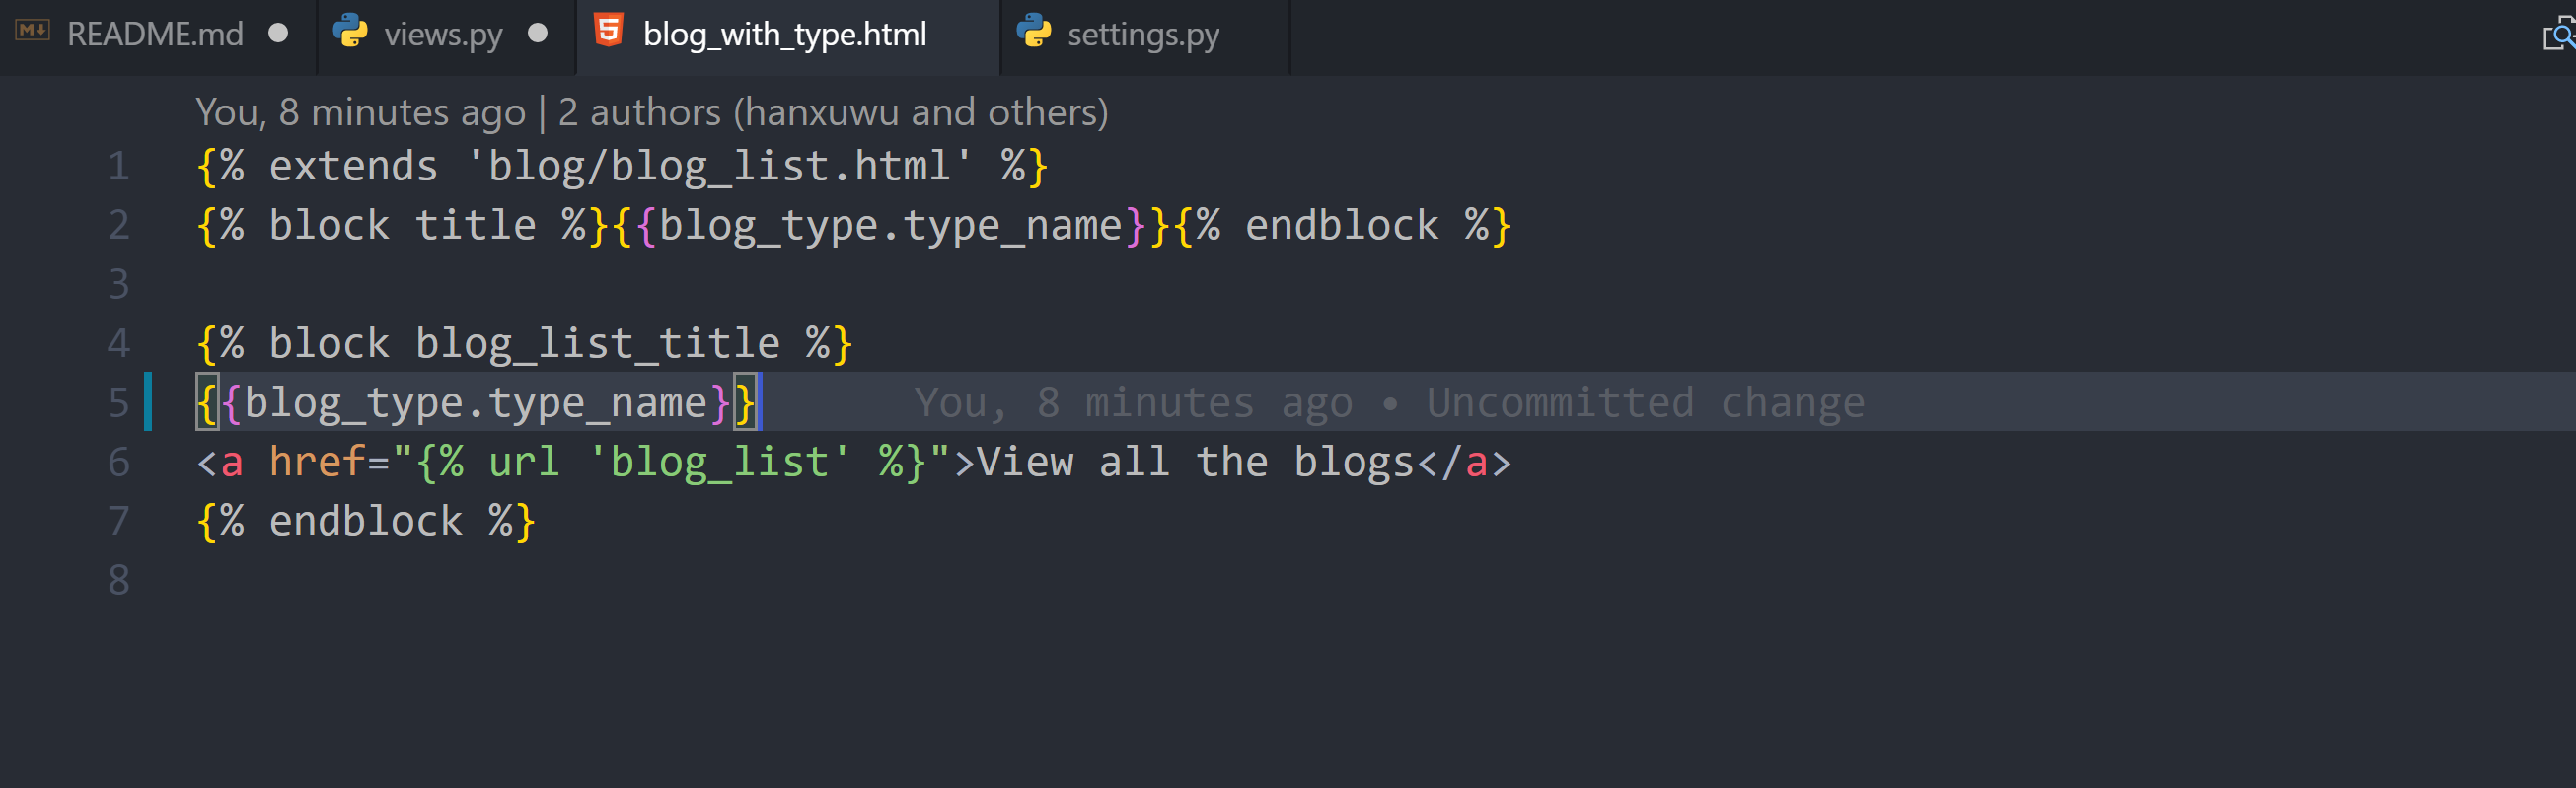 README.md views.py blog_with_type.html settings.py
You, 8 minutes ago | 2 authors (hanxuwu and others)
1 {% extends 'blog/blog_list.html' %}
2 {% block title %}{{blog_type.type_name}}{% endblock %}
3
4 {% block blog_list_title %}
5 {{blog_type.type_name}} You, 8 minutes ago • Uncommitted change
6 <a href="{% url 'blog_list' %}">View all the blogs</a>
7 {% endblock %}
8